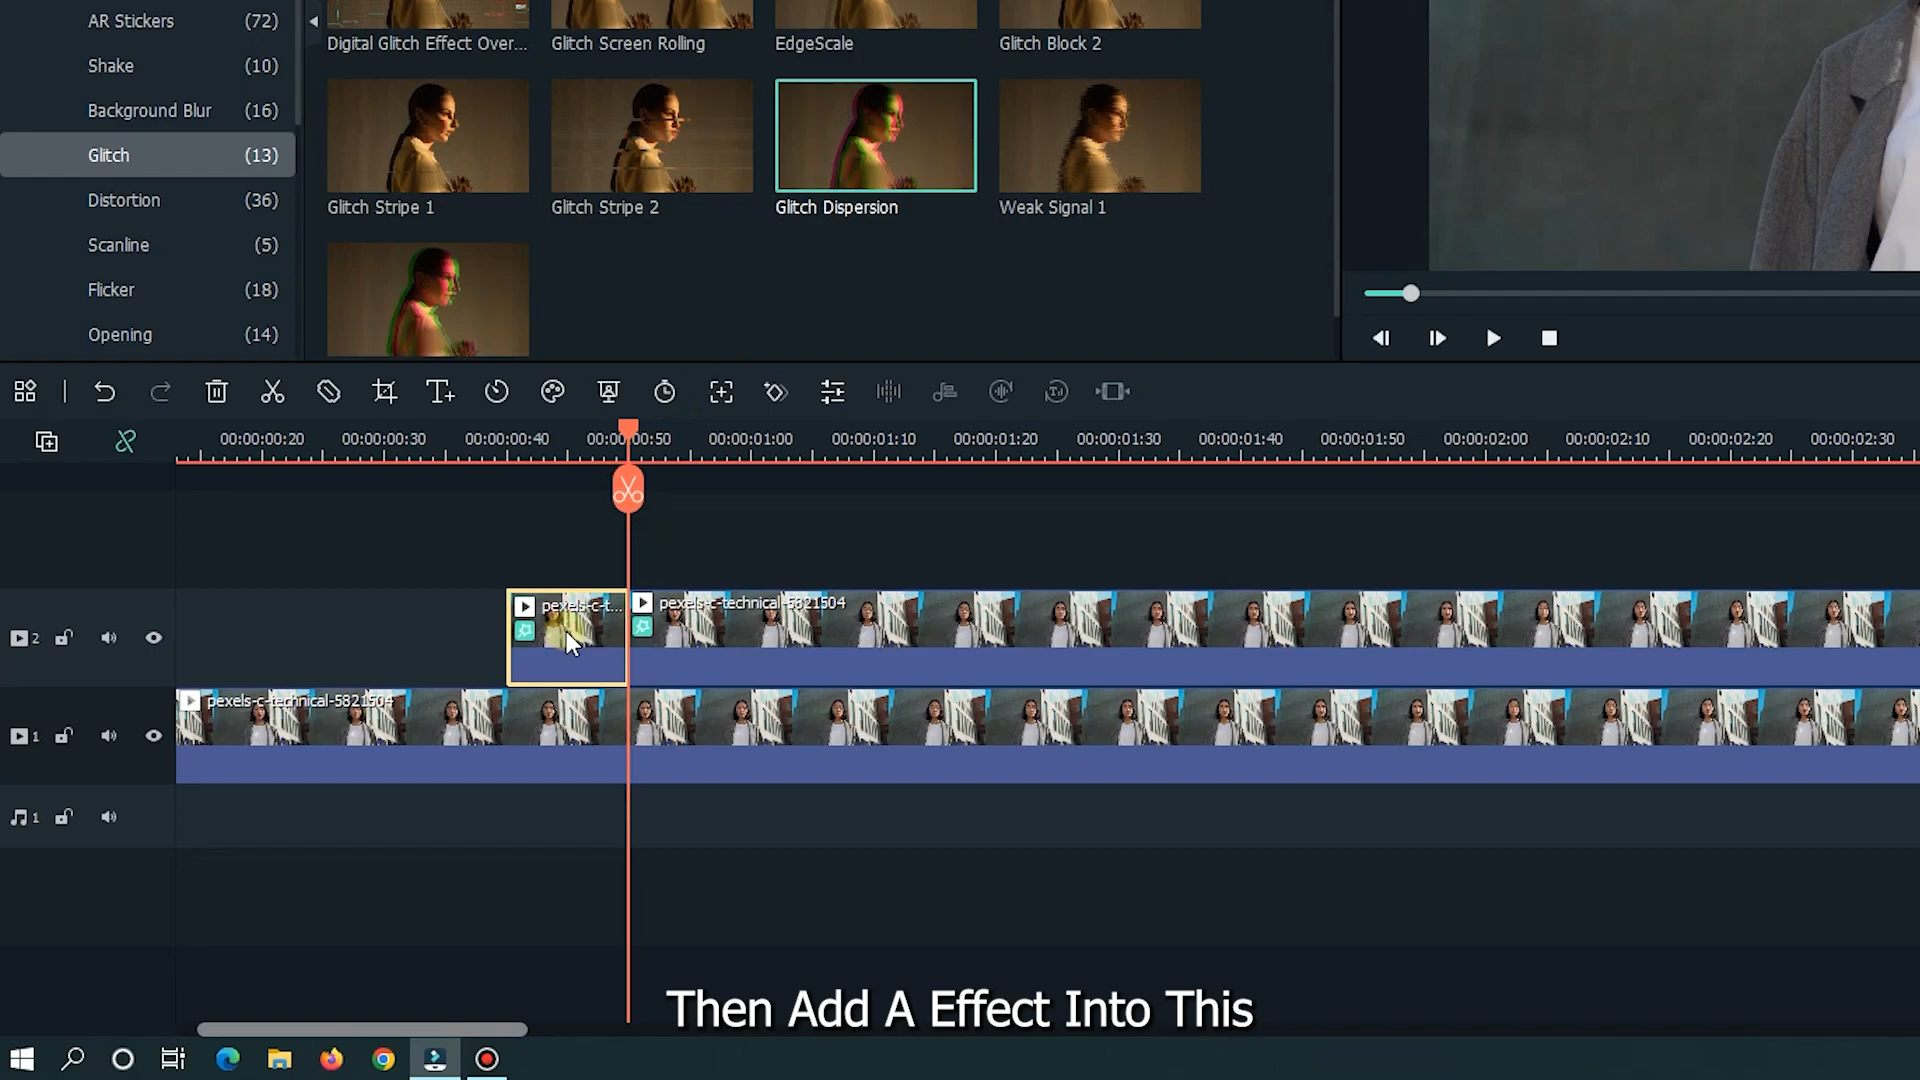 AR Stickers (72)
Shake (10)
Background Blur (16)
Glitch (13)
Distortion (36)
Scanline (5)
Flicker (18)
Opening (14)
Digital Glitch Effect Over... Glitch Screen Rolling EdgeScale Glitch Block 2
Glitch Stripe 1 Glitch Stripe 2 Glitch Dispersion Weak Signal 1
00:00:00:20 00:00:00:30 00:00:00:40 00:00:00:50 00:00:01:00 00:00:01:10 00:00:01:20 00:00:01:30 00:00:01:40 00:00:01:50 00:00:02:00 00:00:02:10 00:00:02:20 00:00:02:30
pexels-c-t... pexels-c-technical-5821504
2
pexels-c-technical-5821504
1
1
Then Add A Effect Into This